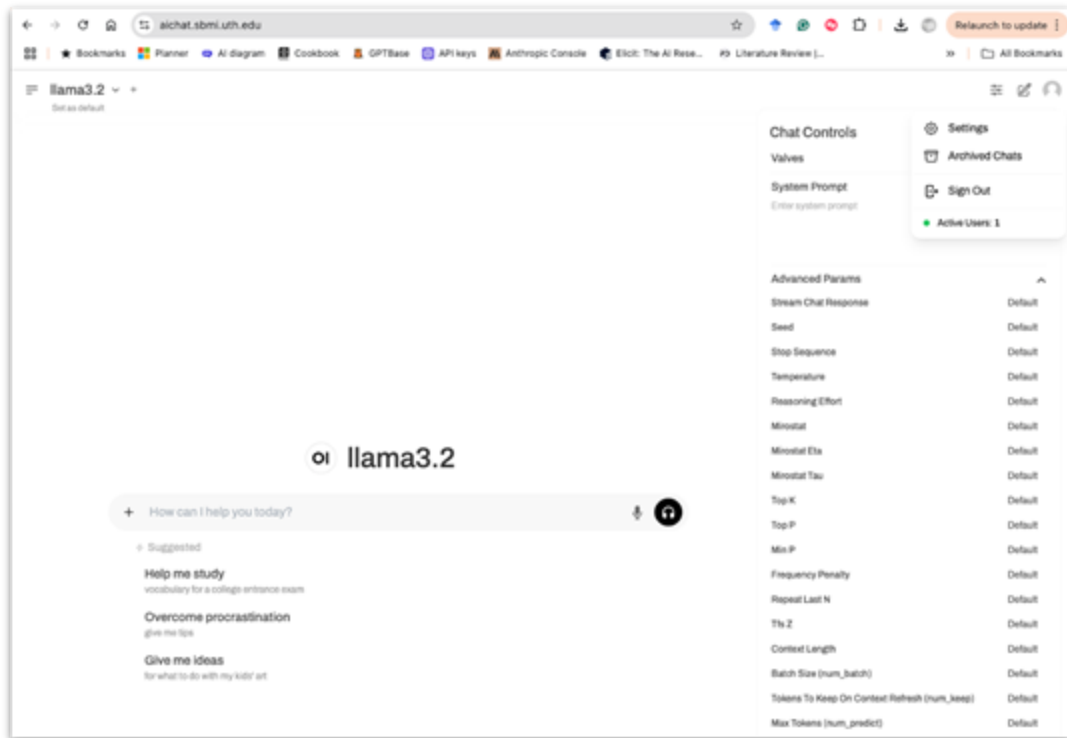 aichat.sbmi.uth.edu
Relaunch to update
Bookmarks Planner AI diagram Cookbook GPTBase API keys Anthropic Console Elicit: The AI Rese... Literature Review (... » All Bookmarks
llama3.2
Set as default
Chat Controls
Valves
System Prompt
Enter system prompt
Settings
Archived Chats
Sign Out
Active Users: 1
Advanced Params
Stream Chat Response Default
Seed Default
Stop Sequence Default
Temperature Default
Reasoning Effort Default
Mirostat Default
Mirostat Eta Default
Mirostat Tau Default
Top K Default
Top P Default
Min P Default
Frequency Penalty Default
Repeat Last N Default
Tfs Z Default
Context Length Default
Batch Size (num_batch) Default
Tokens To Keep On Context Refresh (num_keep) Default
Max Tokens (num_predict) Default
OI llama3.2
+ How can I help you today?
Suggested
Help me study
vocabulary for a college entrance exam
Overcome procrastination
give me tips
Give me ideas
for what to do with my kids' art